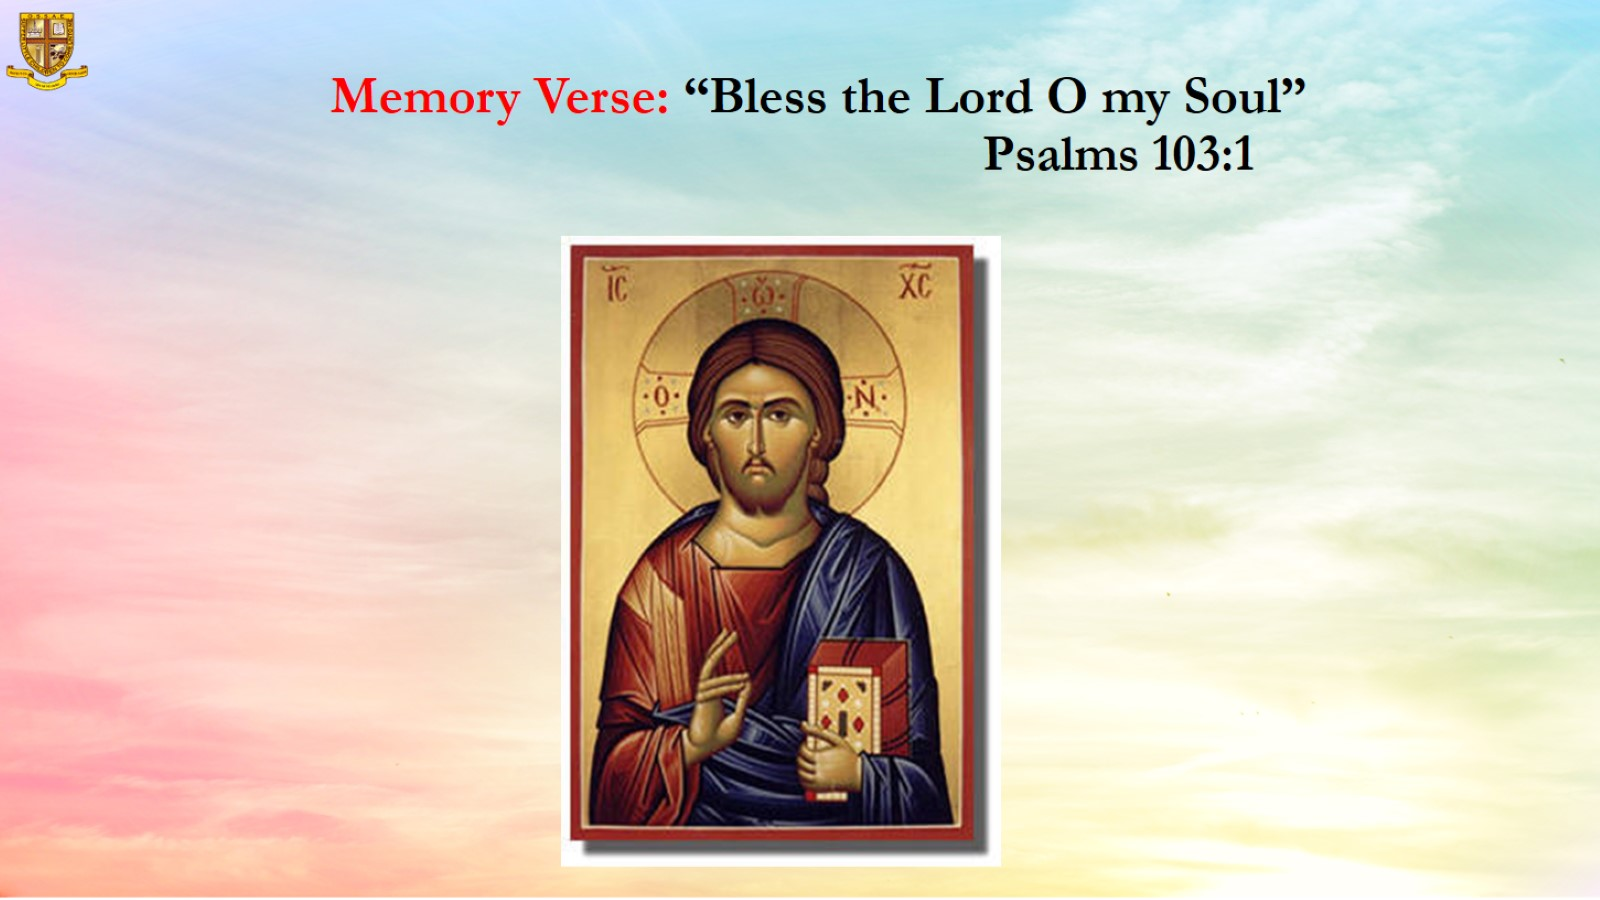 O.S.S.A.E.
Memory Verse: “Bless the Lord O my Soul”
Psalms 103:1
IC
XC
ὤ
Ο
Ν